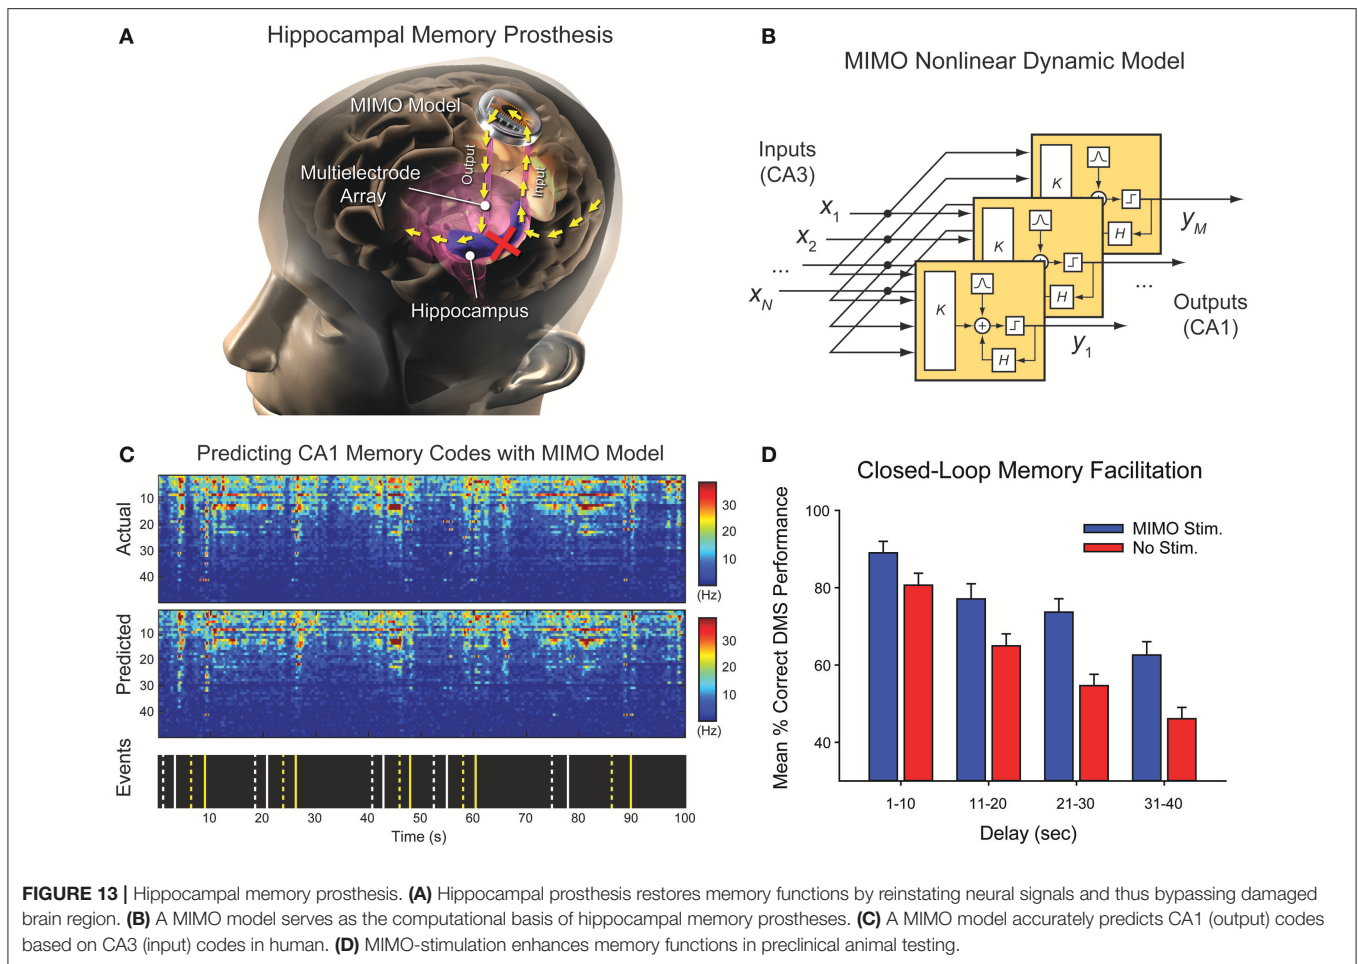 A
Hippocampal Memory Prosthesis
MIMO Model
Multielectrode
Array
Output
Input
Hippocampus
B
MIMO Nonlinear Dynamic Model
Inputs
(CA3)
x1
x2
...
xN
K
H
yM
K
H
...
K
H
y1
Outputs
(CA1)
C
Predicting CA1 Memory Codes with MIMO Model
Actual
10
20
30
40
30
20
10
(Hz)
Predicted
10
20
30
40
30
20
10
(Hz)
Events
10 20 30 40 50 60 70 80 90 100
Time (s)
D
Closed-Loop Memory Facilitation
Mean % Correct DMS Performance
100
80
60
40
MIMO Stim.
No Stim.
1-10 11-20 21-30 31-40
Delay (sec)
FIGURE 13 | Hippocampal memory prosthesis. (A) Hippocampal prosthesis restores memory functions by reinstating neural signals and thus bypassing damaged
brain region. (B) A MIMO model serves as the computational basis of hippocampal memory prostheses. (C) A MIMO model accurately predicts CA1 (output) codes
based on CA3 (input) codes in human. (D) MIMO-stimulation enhances memory functions in preclinical animal testing.